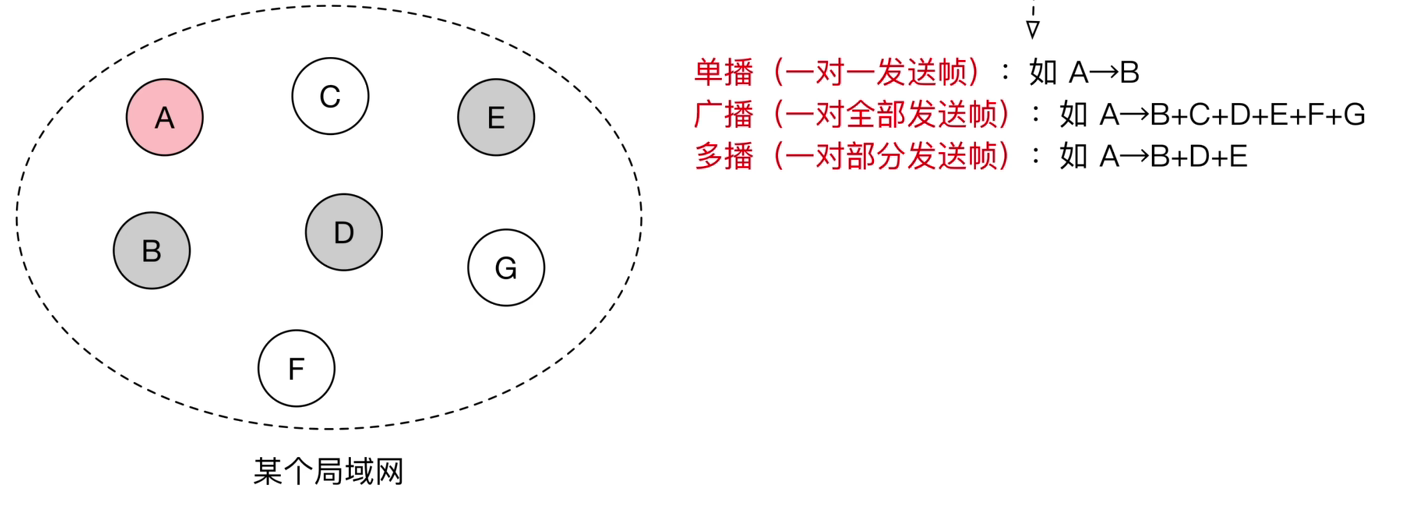 A
C
E
B
D
G
F
某个局域网
单播（一对一发送帧）：如 A→B
广播（一对全部发送帧）：如 A→B+C+D+E+F+G
多播（一对部分发送帧）：如 A→B+D+E